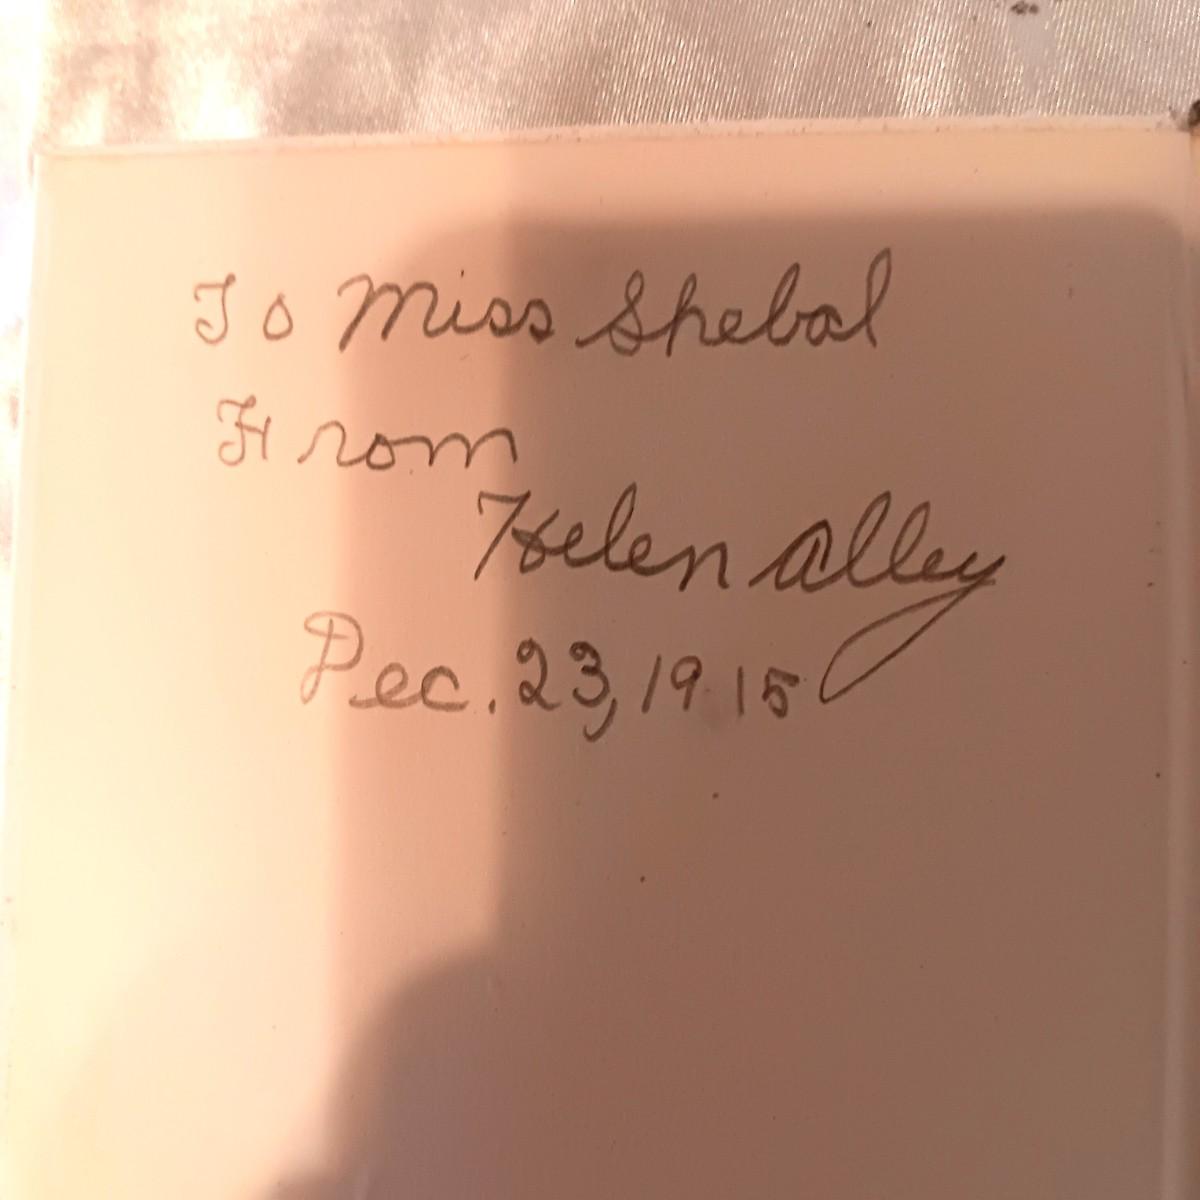 To Miss Shebal
From
Helen Alley
Dec. 23, 1915